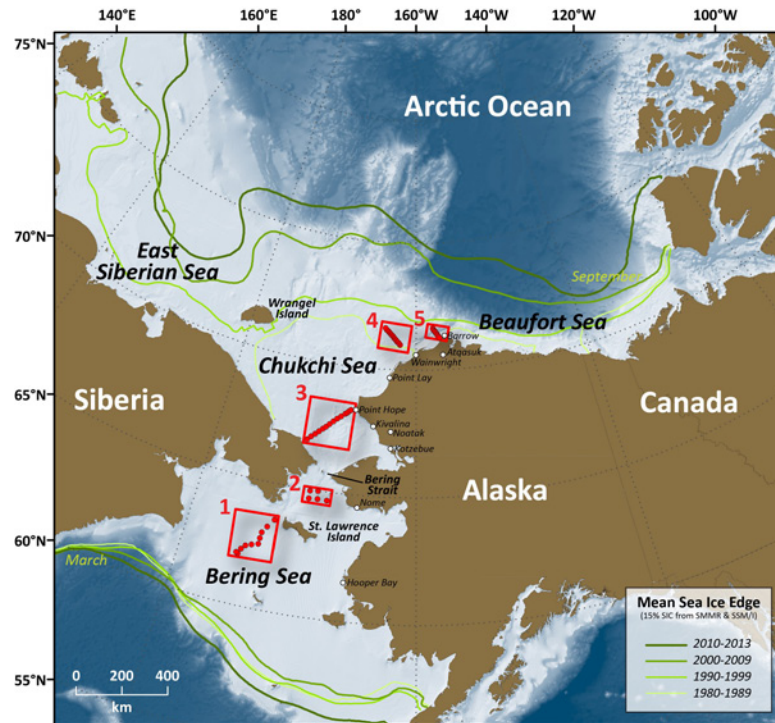 140°E
160°E
180°
160°W
140°W
120°W
100°W
75°N
70°N
65°N
60°N
55°N
Arctic Ocean
East
Siberian Sea
September
Wrangel
Island
4
5
Beaufort Sea
Barrow
Atqasuk
Wainwright
Chukchi Sea
Point Lay
Siberia
3
Point Hope
Kivalina
Noatak
Kotzebue
Canada
Bering
Strait
Alaska
2
Nome
1
St. Lawrence
Island
March
Bering Sea
Hooper Bay
0 200 400
km
Mean Sea Ice Edge
(15% SIC from SMMR & SSM/I)
2010-2013
2000-2009
1990-1999
1980-1989